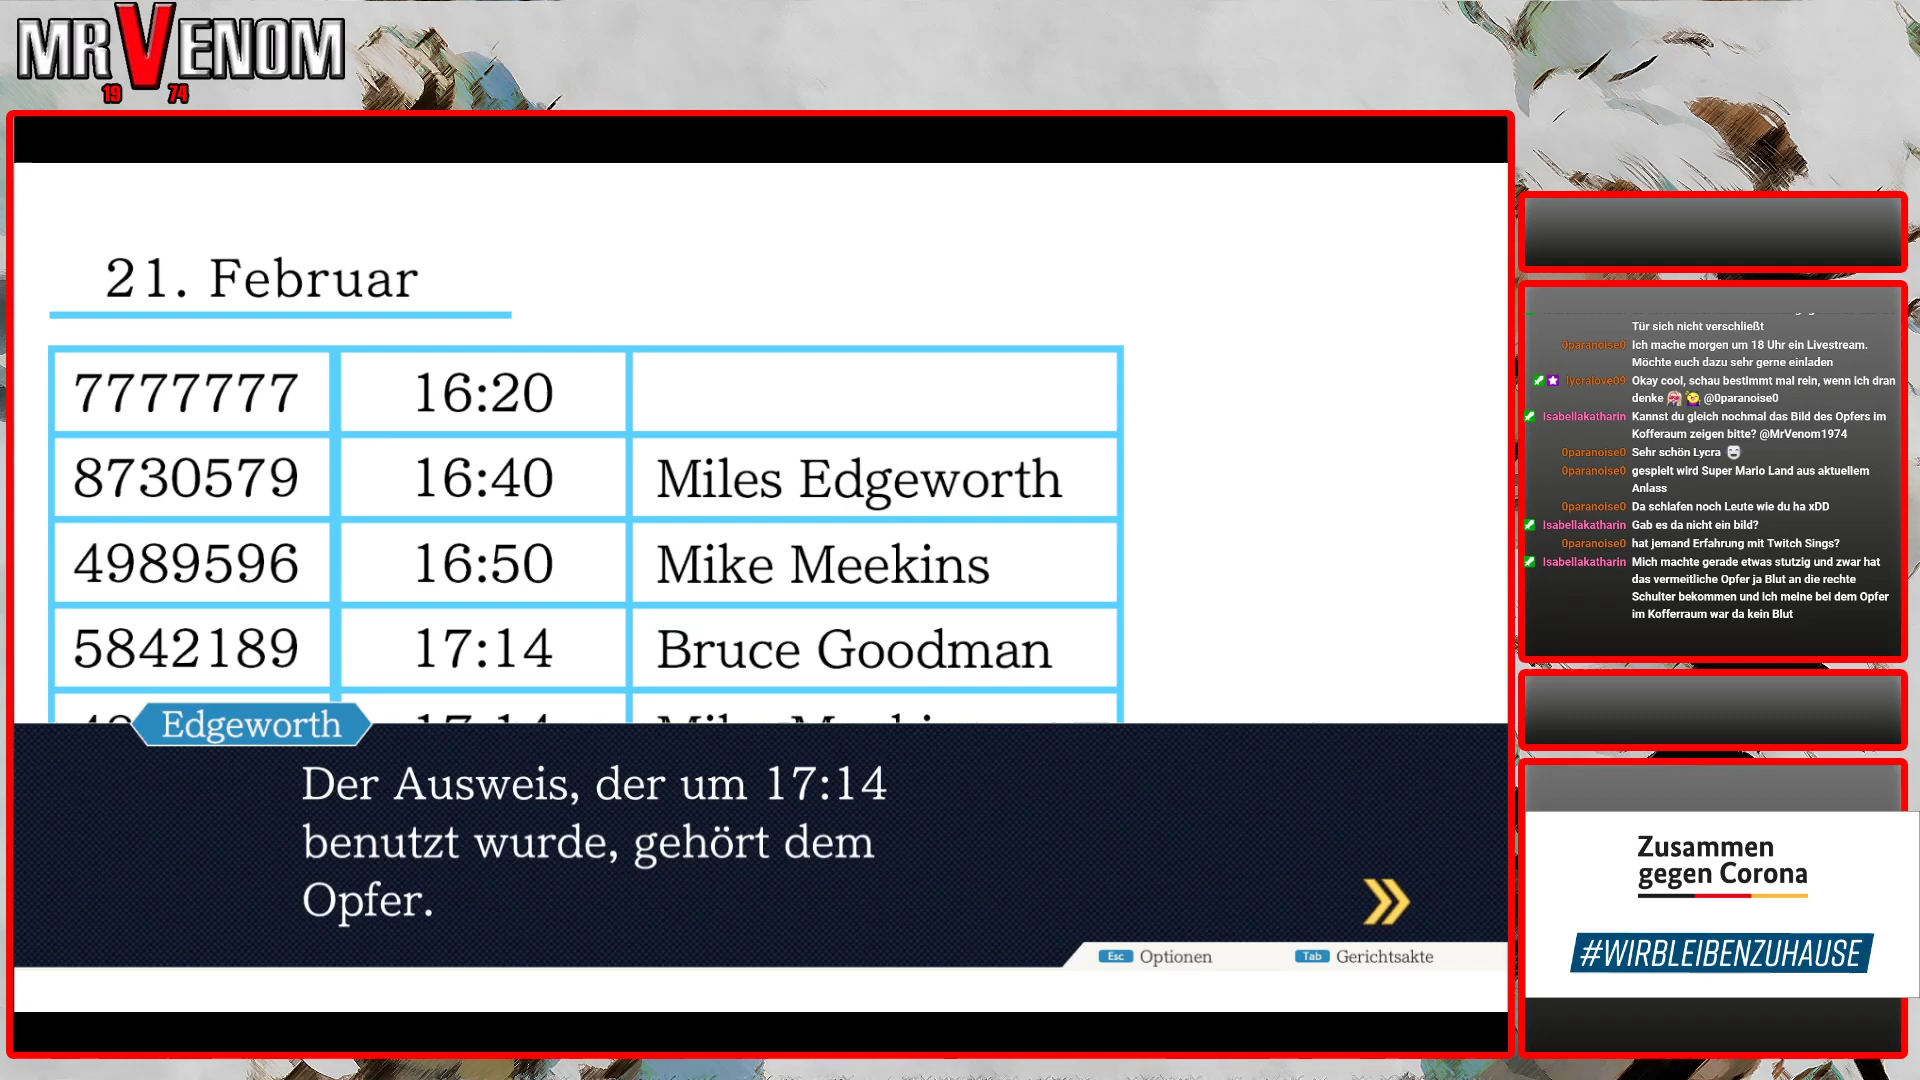 MRVENOM
19 74
21. Februar
7777777 16:20
8730579 16:40 Miles Edgeworth
4989596 16:50 Mike Meekins
5842189 17:14 Bruce Goodman
17:14
Edgeworth
Der Ausweis, der um 17:14
benutzt wurde, gehört dem
Opfer.
Esc Optionen Tab Gerichtsakte
Tür sich nicht verschließt
0paranoise0 Ich mache morgen um 18 Uhr ein Livestream.
Möchte euch dazu sehr gerne einladen
lycralove09 Okay cool, schau bestimmt mal rein, wenn ich dran
denke @0paranoise0
Isabellakatharin Kannst du gleich nochmal das Bild des Opfers im
Kofferaum zeigen bitte? @MrVenom1974
0paranoise0 Sehr schön Lycra
0paranoise0 gespielt wird Super Mario Land aus aktuellem
Anlass
0paranoise0 Da schlafen noch Leute wie du ha xDD
Isabellakatharin Gab es da nicht ein bild?
0paranoise0 hat jemand Erfahrung mit Twitch Sings?
Isabellakatharin Mich machte gerade etwas stutzig und zwar hat
das vermeitliche Opfer ja Blut an die rechte
Schulter bekommen und ich meine bei dem Opfer
im Kofferaum war da kein Blut
Zusammen
gegen Corona
#WIRBLEIBENZUHAUSE